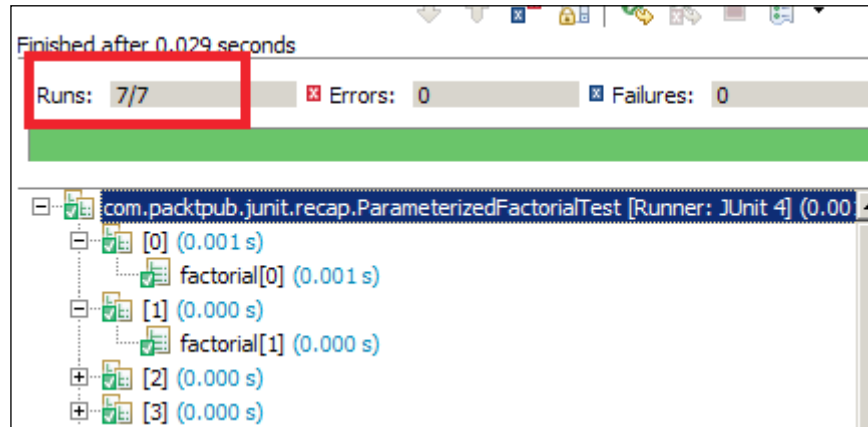 Finished after 0.029 seconds
Runs: 7/7 Errors: 0 Failures: 0
com.packtpub.junit.recap.ParameterizedFactorialTest [Runner: JUnit 4] (0.00
[0] (0.001 s)
factorial[0] (0.001 s)
[1] (0.000 s)
factorial[1] (0.000 s)
[2] (0.000 s)
[3] (0.000 s)